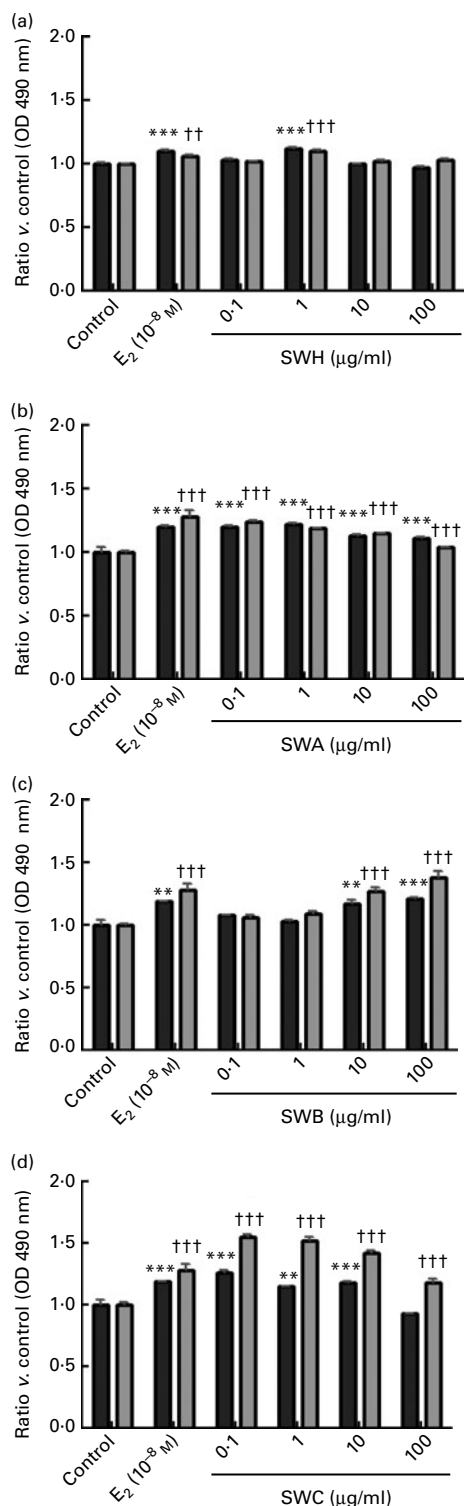 (a)
2·0
1·5
1·0
0·5
0·0
Ratio v. control (OD 490 nm)
*** †† *** †††
Control
E₂ (10⁻⁸ M)
0·1
1
10
100
SWH (µg/ml)
(b)
2·0
1·5
1·0
0·5
0·0
Ratio v. control (OD 490 nm)
*** ††† *** ††† *** ††† *** ††† *** †††
Control
E₂ (10⁻⁸ M)
0·1
1
10
100
SWA (µg/ml)
(c)
2·0
1·5
1·0
0·5
0·0
Ratio v. control (OD 490 nm)
** ††† ** ††† *** †††
Control
E₂ (10⁻⁸ M)
0·1
1
10
100
SWB (µg/ml)
(d)
2·0
1·5
1·0
0·5
0·0
Ratio v. control (OD 490 nm)
*** ††† *** ††† ** ††† *** ††† †††
Control
E₂ (10⁻⁸ M)
0·1
1
10
100
SWC (µg/ml)